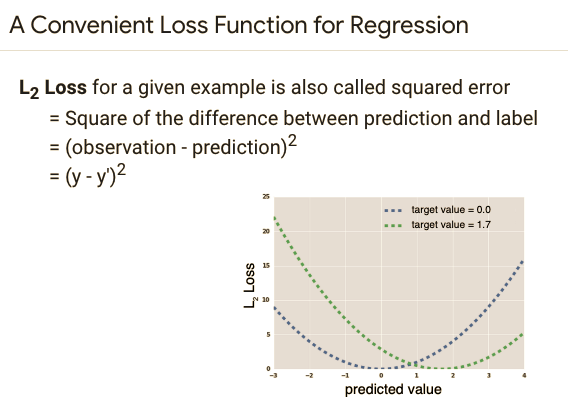 A Convenient Loss Function for Regression
L₂ Loss for a given example is also called squared error
= Square of the difference between prediction and label
= (observation - prediction)²
= (y - y')²
target value = 0.0
target value = 1.7
L₂ Loss
25
20
15
10
5
0
-3 -2 -1 0 1 2 3 4
predicted value